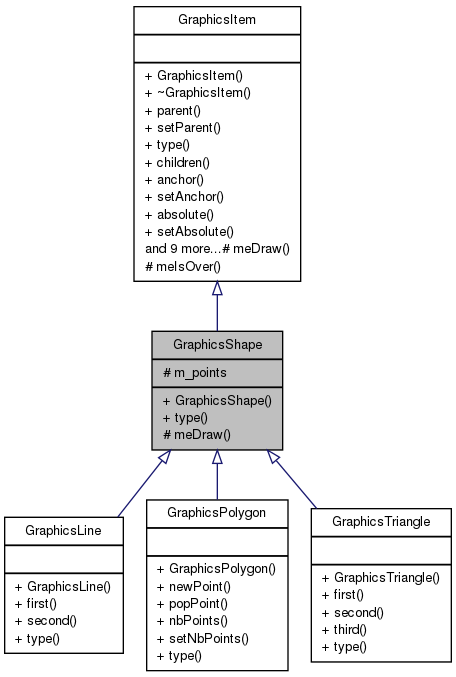 GraphicsItem
+ GraphicsItem()
+ ~GraphicsItem()
+ parent()
+ setParent()
+ type()
+ children()
+ anchor()
+ setAnchor()
+ absolute()
+ setAbsolute()
and 9 more...# meDraw()
# meIsOver()
GraphicsShape
# m_points
+ GraphicsShape()
+ type()
# meDraw()
GraphicsLine
+ GraphicsLine()
+ first()
+ second()
+ type()
GraphicsPolygon
+ GraphicsPolygon()
+ newPoint()
+ popPoint()
+ nbPoints()
+ setNbPoints()
+ type()
GraphicsTriangle
+ GraphicsTriangle()
+ first()
+ second()
+ third()
+ type()